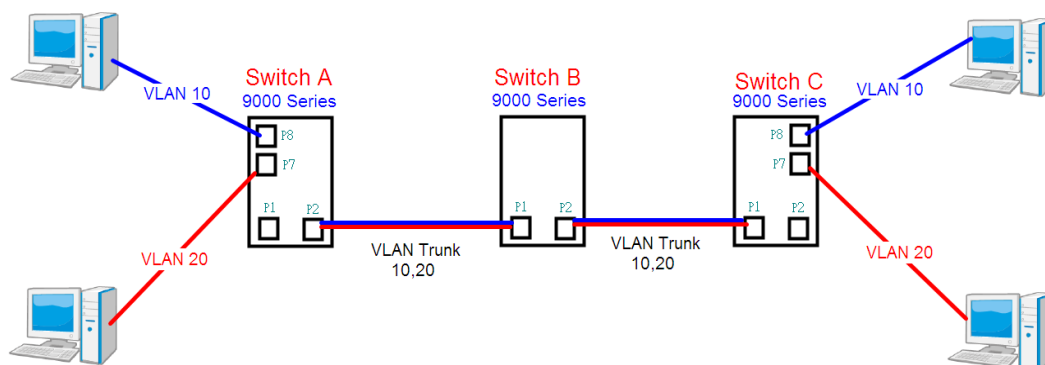 Switch A
9000 Series
Switch B
9000 Series
Switch C
9000 Series
VLAN 10
VLAN 10
P8
P7
P1
P2
P1
P2
P8
P7
P1
P2
VLAN Trunk
10,20
VLAN Trunk
10,20
VLAN 20
VLAN 20